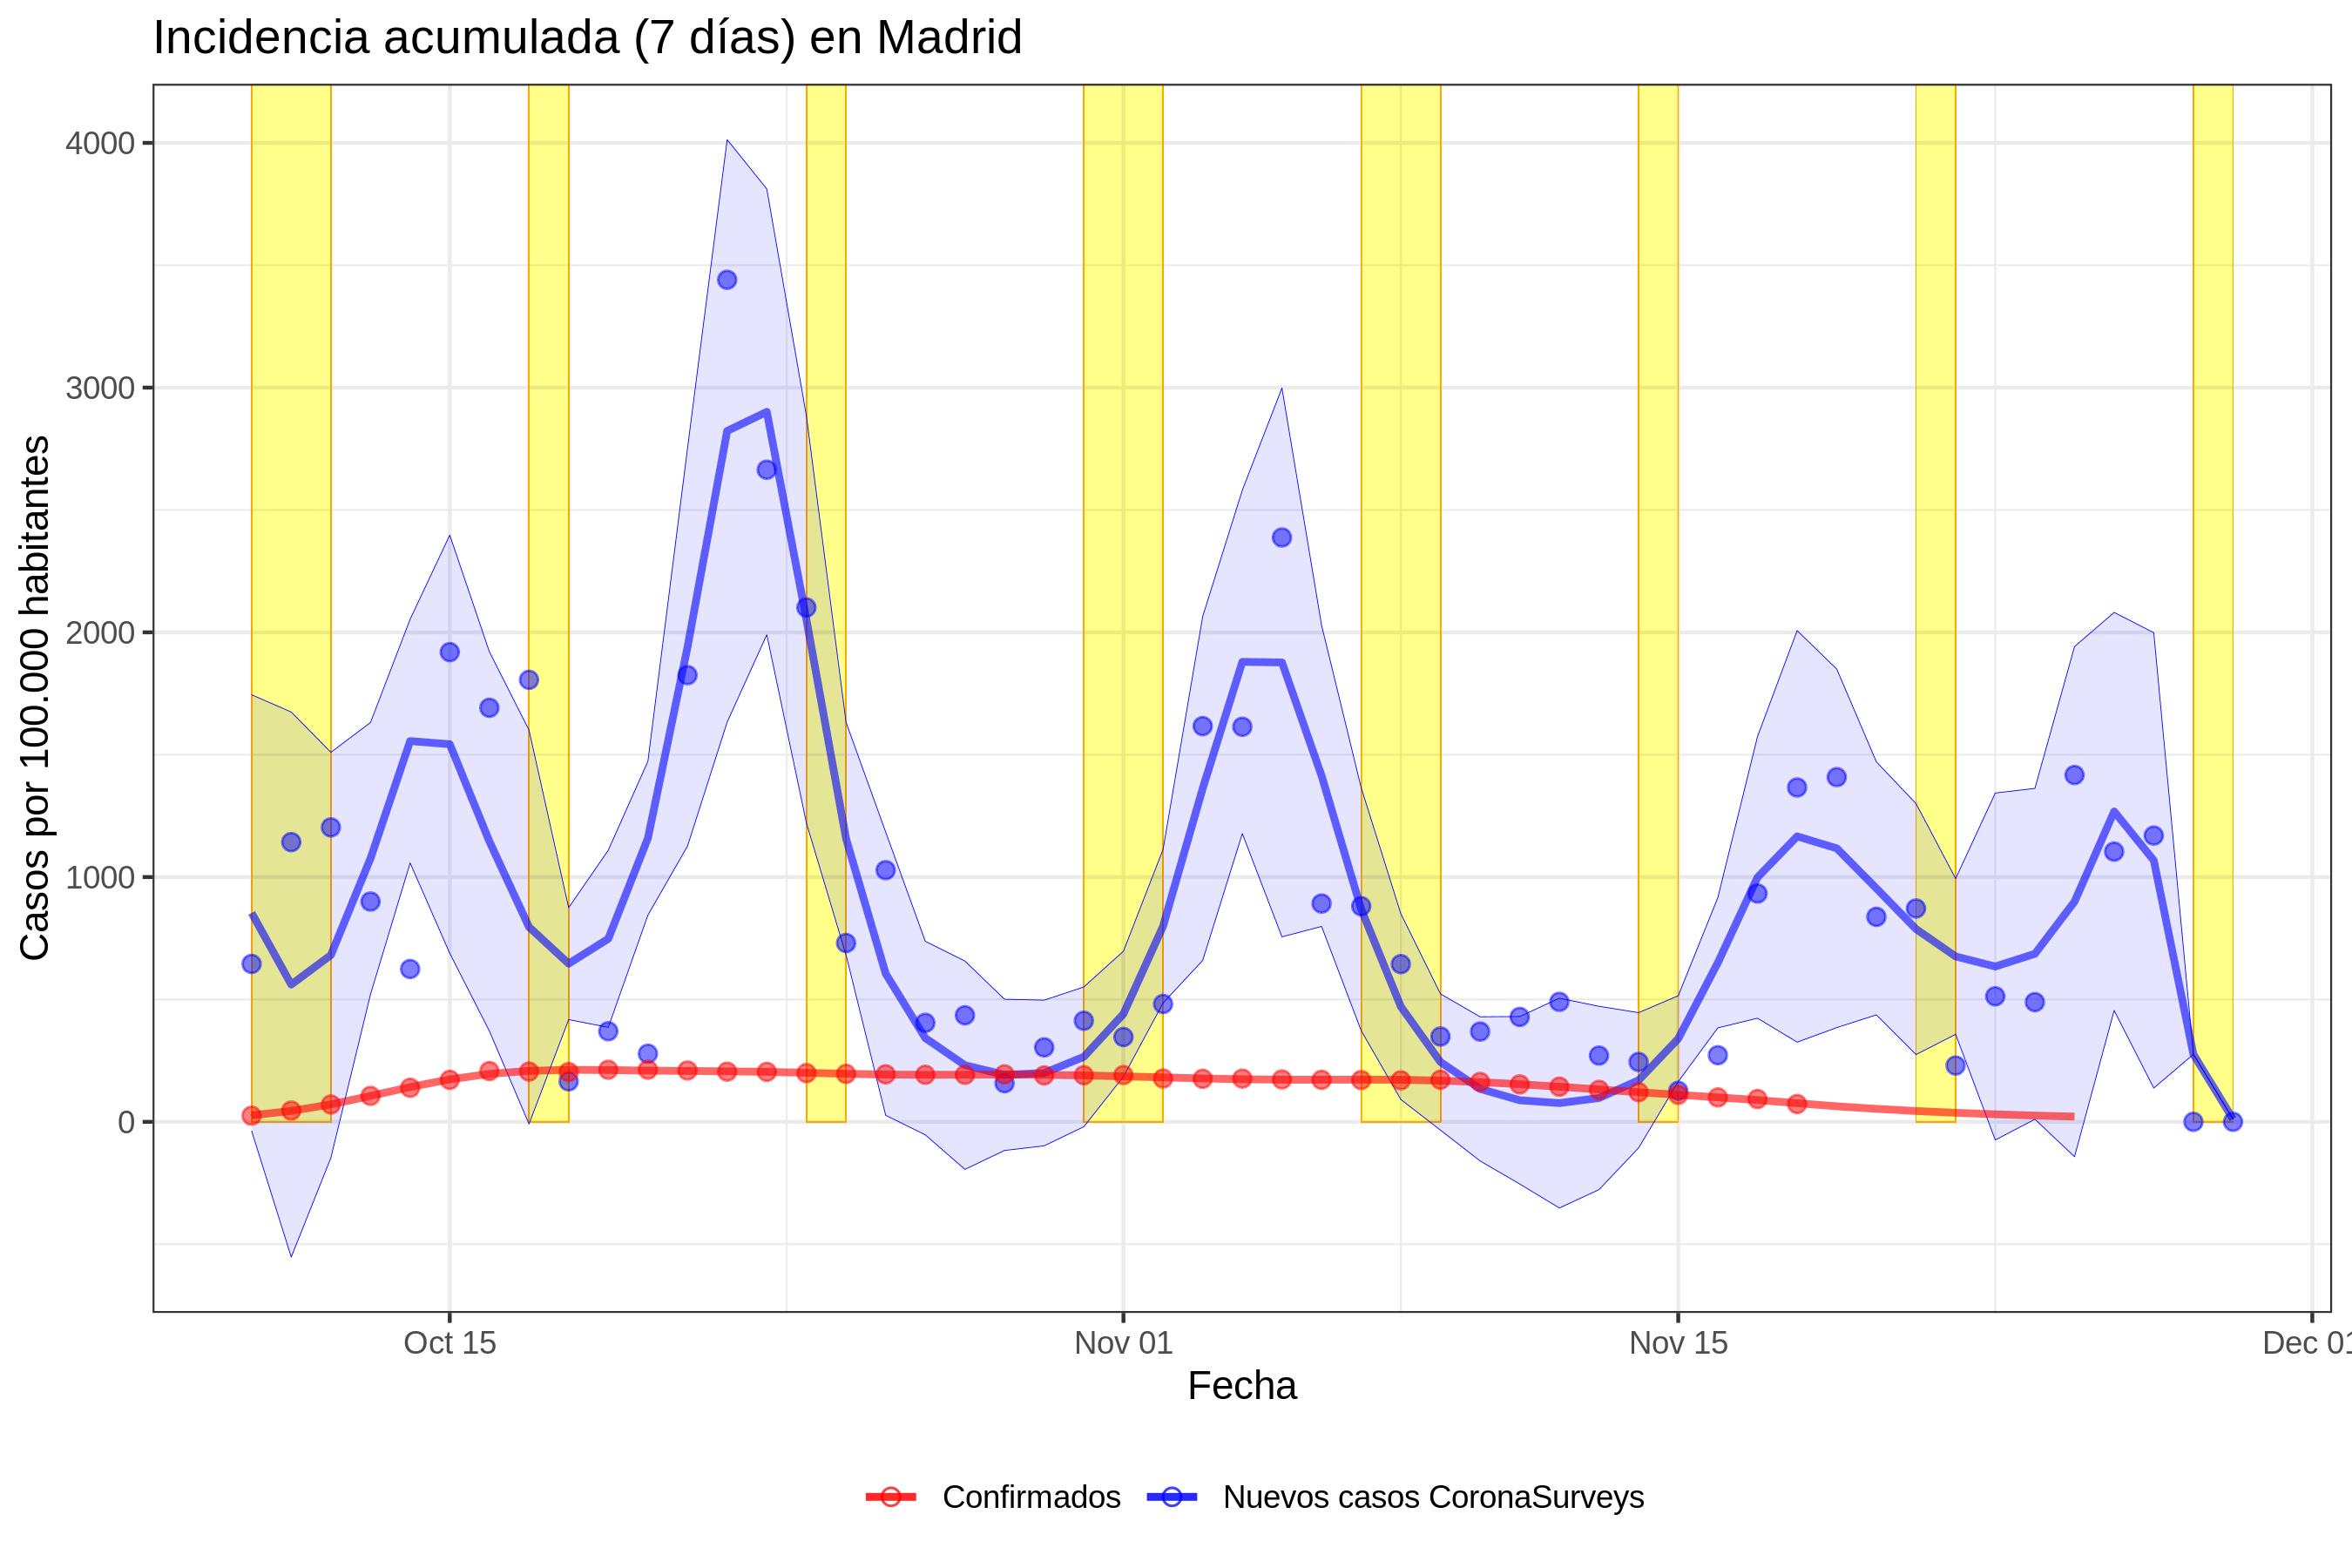 Incidencia acumulada (7 días) en Madrid
Casos por 100.000 habitantes
4000
3000
2000
1000
0
Oct 15
Nov 01
Nov 15
Dec 01
Fecha
Confirmados
Nuevos casos CoronaSurveys